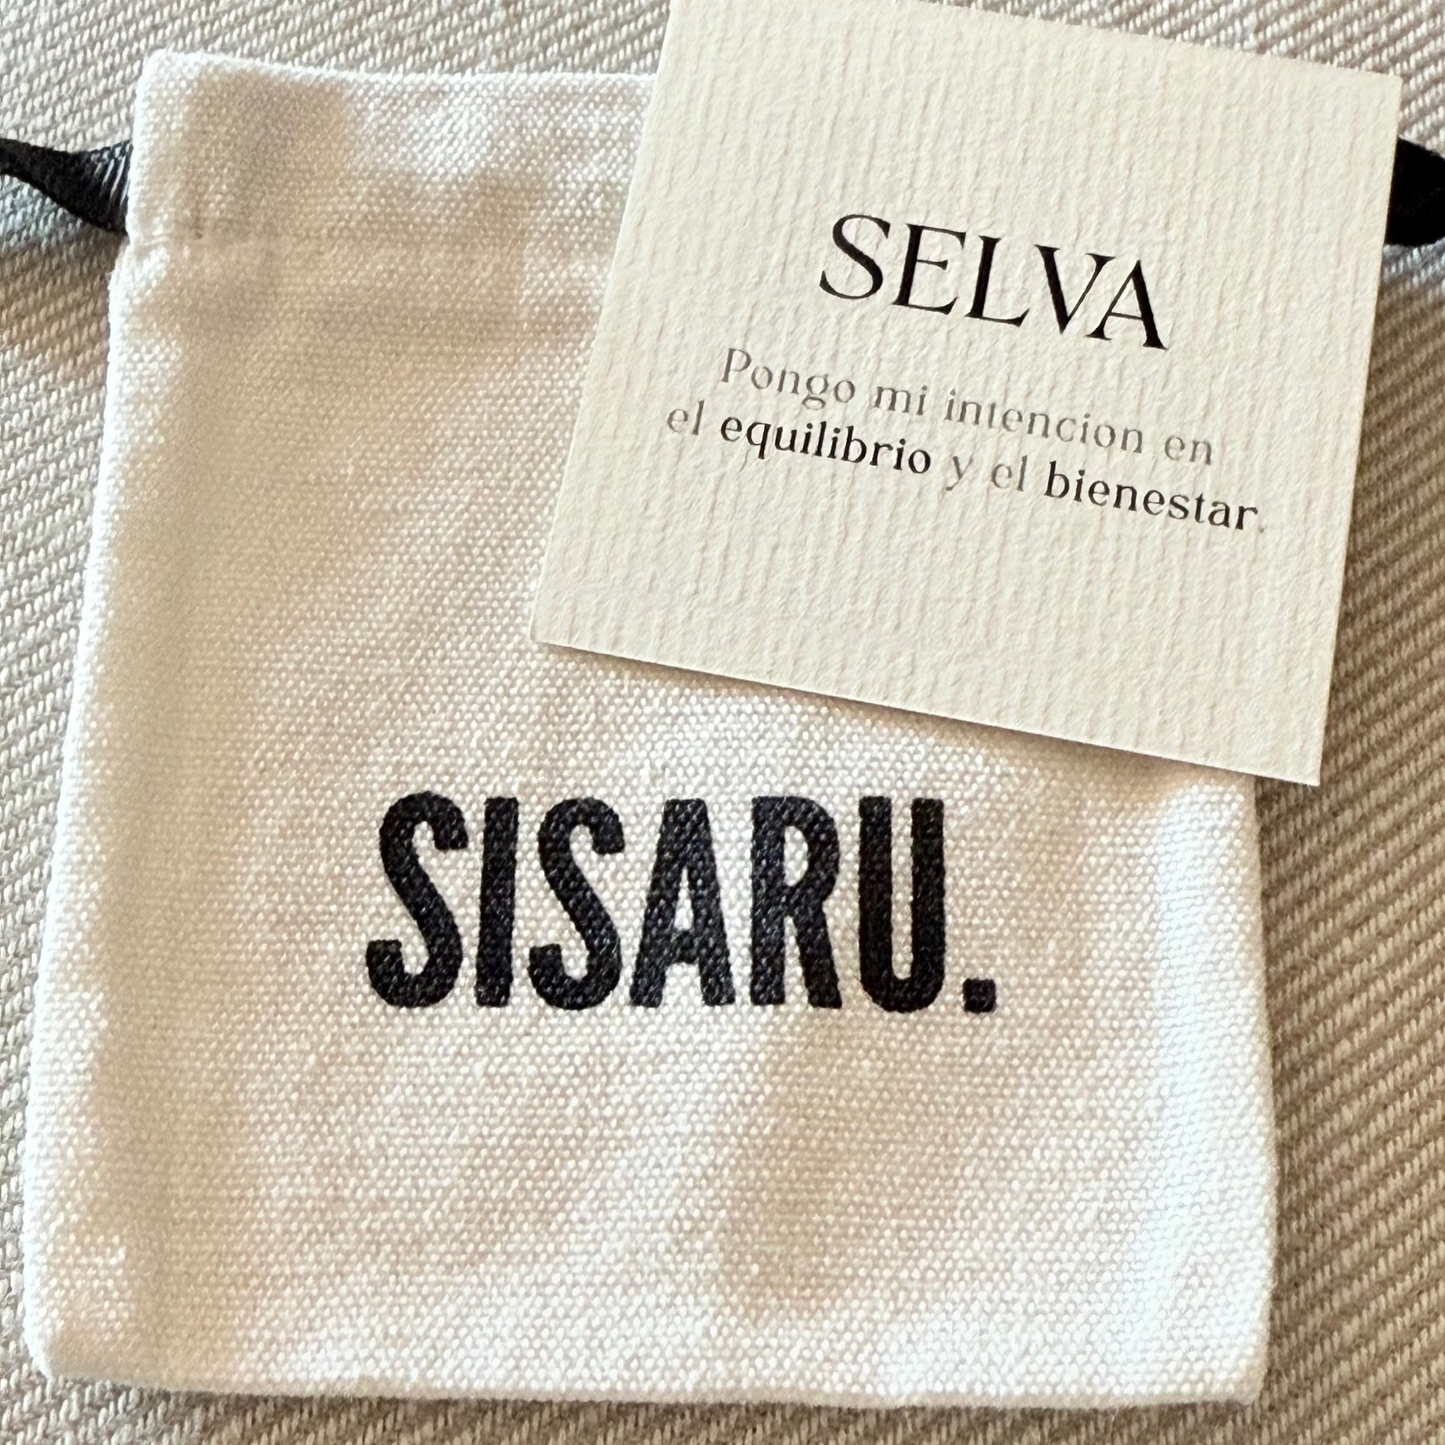 SELVA
Pongo mi intencion en
el equilibrio y el bienestar.
SISARU.